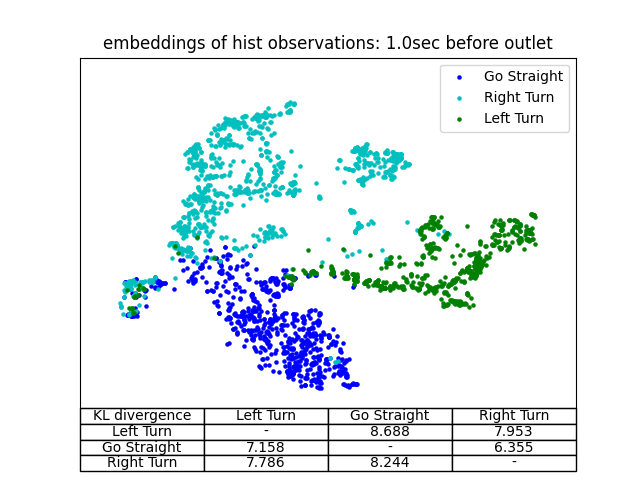 embeddings of hist observations: 1.0sec before outlet
Go Straight
Right Turn
Left Turn
KL divergence Left Turn Go Straight Right Turn
Left Turn - 8.688 7.953
Go Straight 7.158 - 6.355
Right Turn 7.786 8.244 -